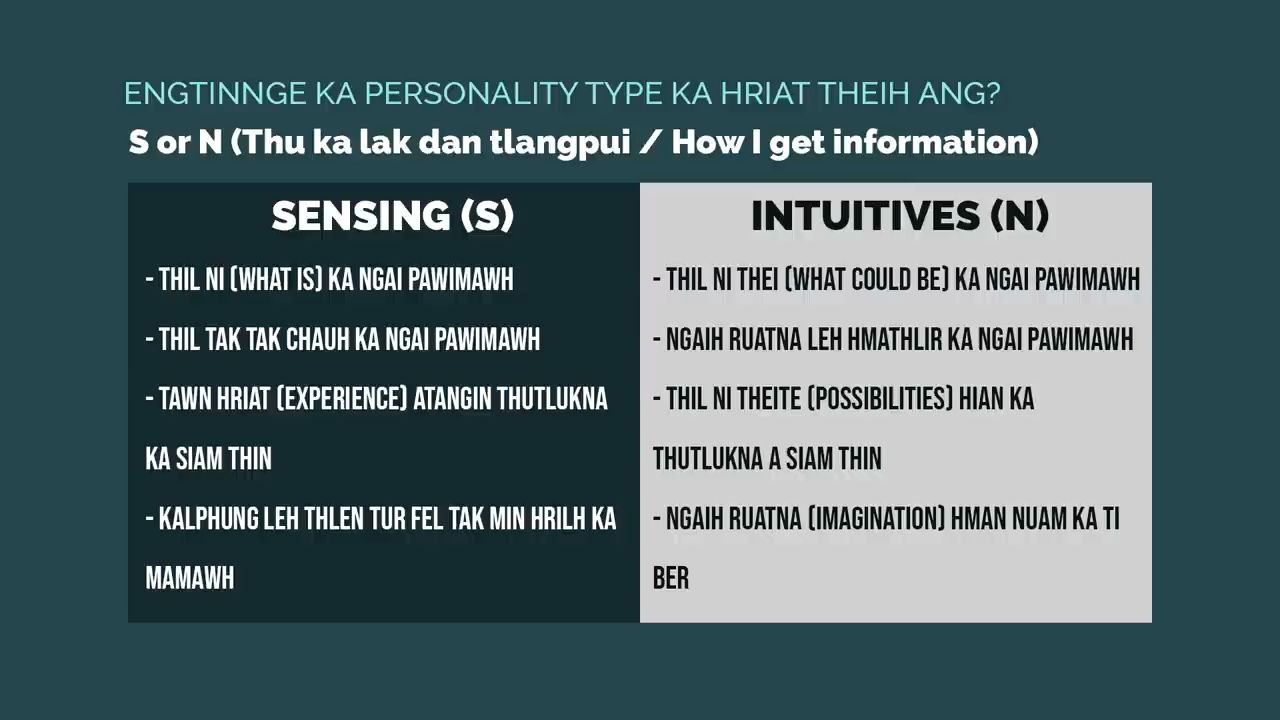 ENGTINNGE KA PERSONALITY TYPE KA HRIAT THEIH ANG?
S or N (Thu ka lak dan tlangpui / How I get information)
SENSING (S)
- THIL NI (WHAT IS) KA NGAI PAWIMAWH
- THIL TAK TAK CHAUH KA NGAI PAWIMAWH
- TAWN HRIAT (EXPERIENCE) ATANGIN THUTLUKNA
KA SIAM THIN
- KALPHUNG LEH THLEN TUR FEL TAK MIN HRILH KA
MAMAWH
INTUITIVES (N)
- THIL NI THEI (WHAT COULD BE) KA NGAI PAWIMAWH
- NGAIH RUATNA LEH HMATHLIR KA NGAI PAWIMAWH
- THIL NI THEITE (POSSIBILITIES) HIAN KA
THUTLUKNA A SIAM THIN
- NGAIH RUATNA (IMAGINATION) HMAN NUAM KA TI
BER